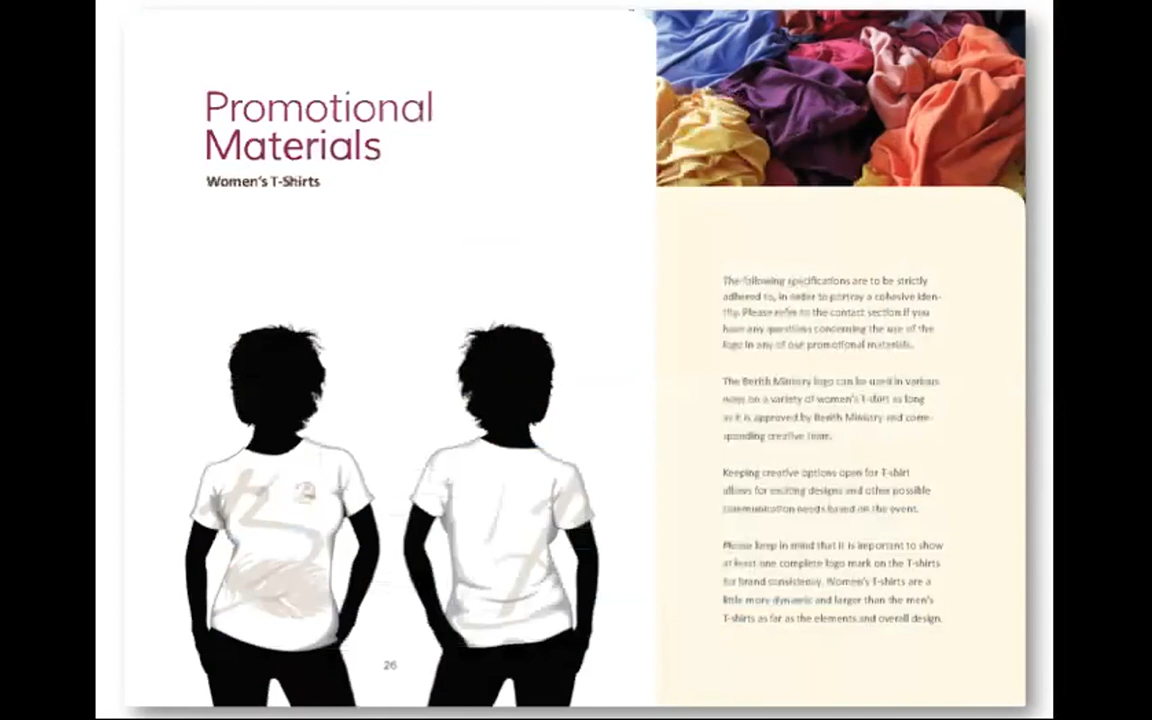 Promotional
Materials
Women's T-Shirts
The following specifications are to be strictly
adhered to, in order to portray a cohesive iden-
tity. Please refer to the contact section if you
have any questions concerning the use of the
logo in any of our promotional materials.
The Berith Ministry logo can be used in various
ways on a variety of women's T-shirt as long
as it is approved by Berith Ministry and corre-
sponding creative team.
Keeping creative options open for T-shirt
allows for exciting designs and other possible
communication needs based on the event.
Please keep in mind that it is important to show
at least one complete logo mark on the T-shirts
for brand consistency. Women's T-shirts are a
little more dynamic and larger than the men's
T-shirts as far as the elements and overall design.
26